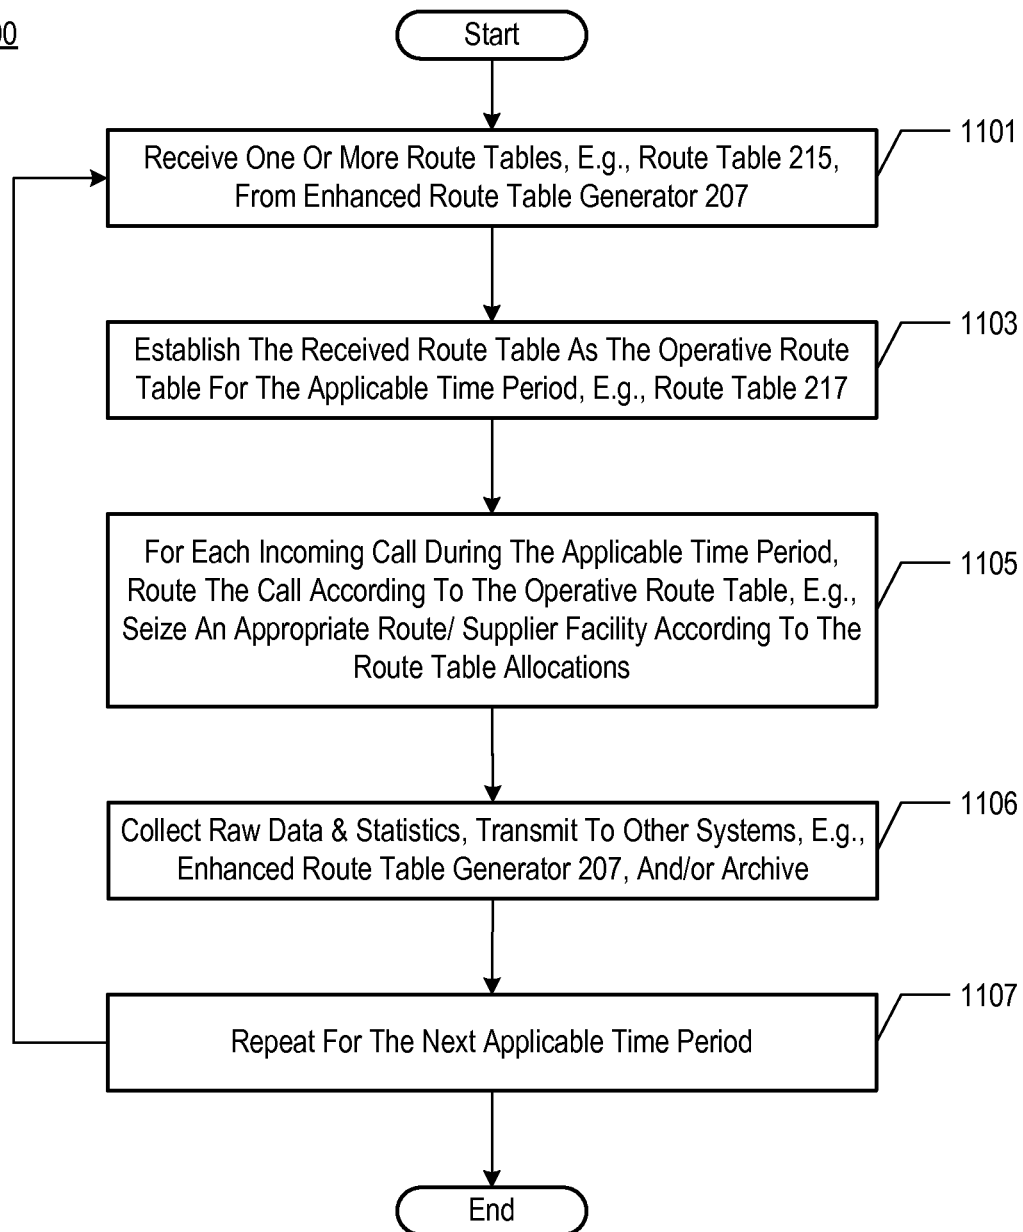 00
Start
Receive One Or More Route Tables, E.g., Route Table 215,
From Enhanced Route Table Generator 207
1101
Establish The Received Route Table As The Operative Route
Table For The Applicable Time Period, E.g., Route Table 217
1103
For Each Incoming Call During The Applicable Time Period,
Route The Call According To The Operative Route Table, E.g.,
Seize An Appropriate Route/ Supplier Facility According To The
Route Table Allocations
1105
Collect Raw Data & Statistics, Transmit To Other Systems, E.g.,
Enhanced Route Table Generator 207, And/or Archive
1106
Repeat For The Next Applicable Time Period
1107
End